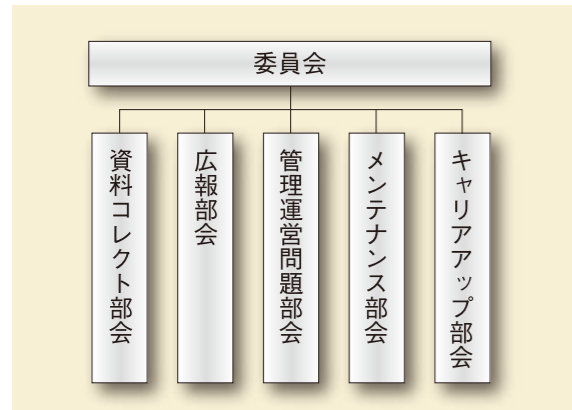 委員会
資料コレクト部会
広報部会
管理運営問題部会
メンテナンス部会
キャリアアップ部会